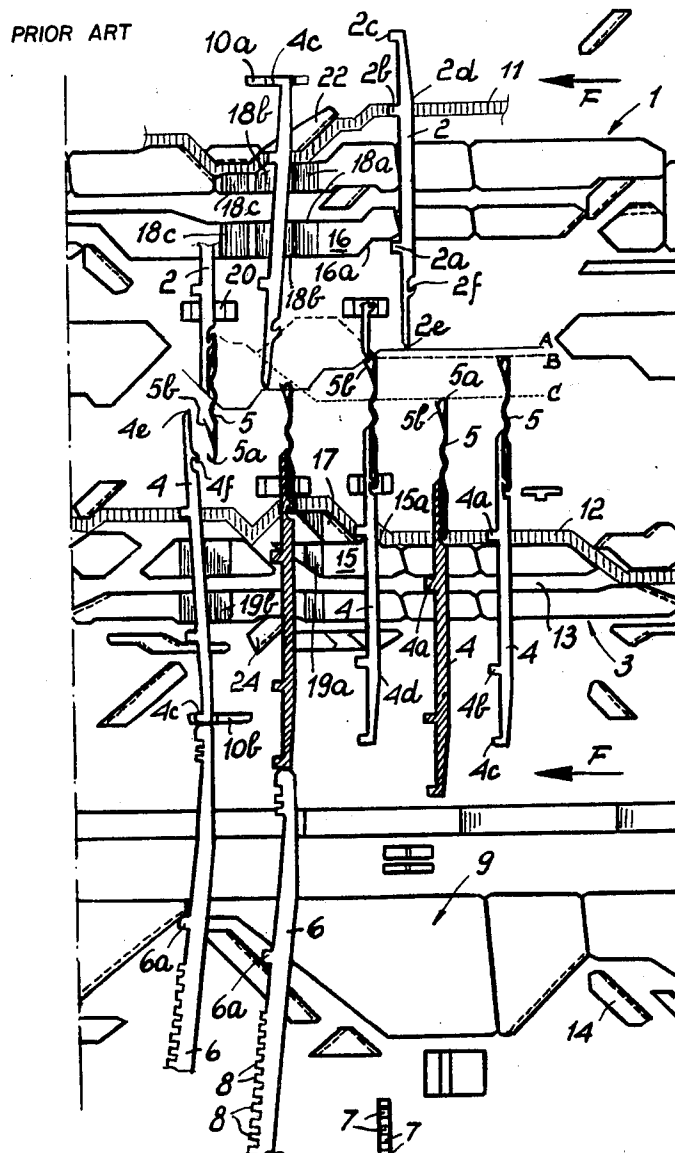 PRIOR ART
10a 4c 2c
22 2b 2d 11 F
18b 2 1
18a
18c
18c 16 2a
2 20 16a 18b 2f
2e A
5b B
5b 5a C
4e 5 5b 5 5
5a
4 4f 17 15a 4a 12
15
19b 4 13
4a 4 4 3
24 19a 4d 4b
4c 10b 4c F
9
6
6a 6a 14
6 8
8 7 7